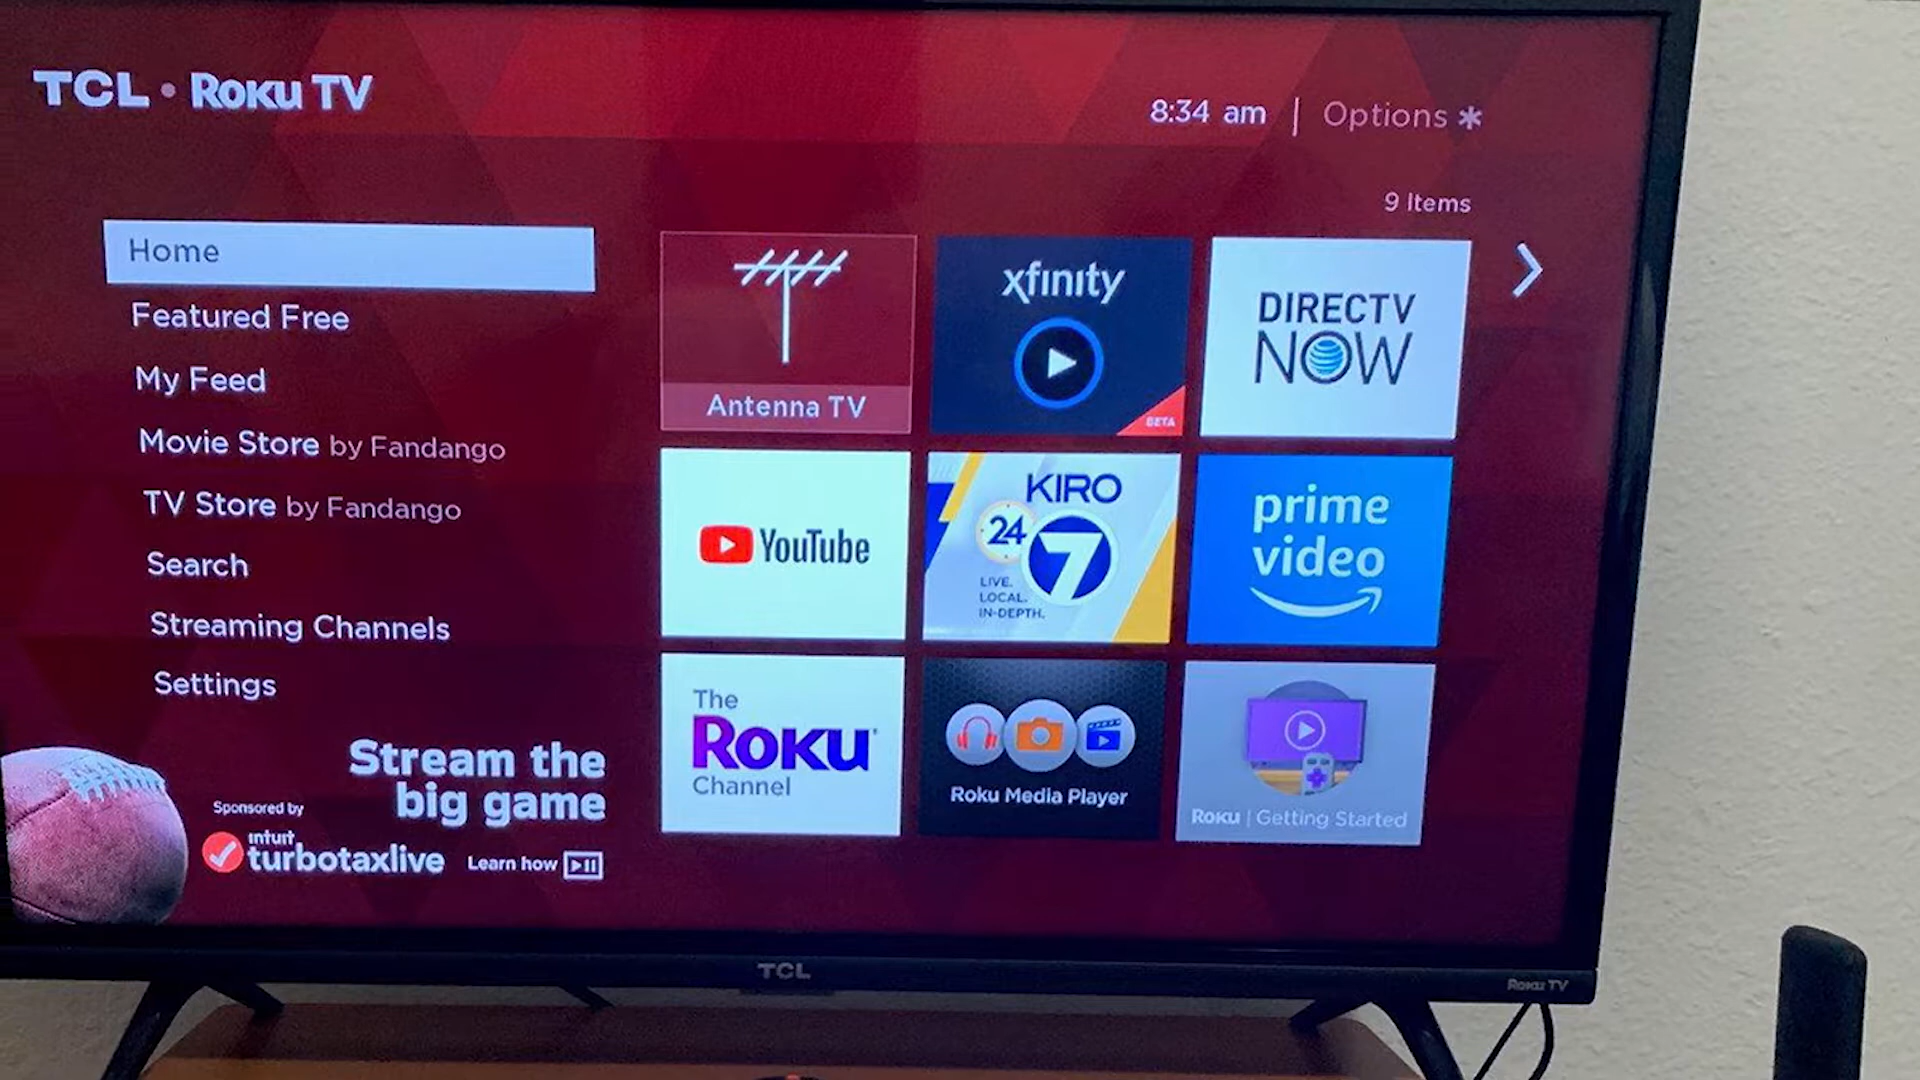 TCL • ROKU TV
8:34 am | Options *
9 Items
Home
Featured Free
My Feed
Movie Store by Fandango
TV Store by Fandango
Search
Streaming Channels
Settings
Antenna TV
xfinity
BETA
DIRECTV
NOW
YouTube
KIRO
24
7
LIVE.
LOCAL.
IN-DEPTH.
prime
video
The
ROKU
Channel
Roku Media Player
ROKU | Getting Started
Stream the
big game
Sponsored by
intuit
turbotaxlive
Learn how
TCL
ROKU TV